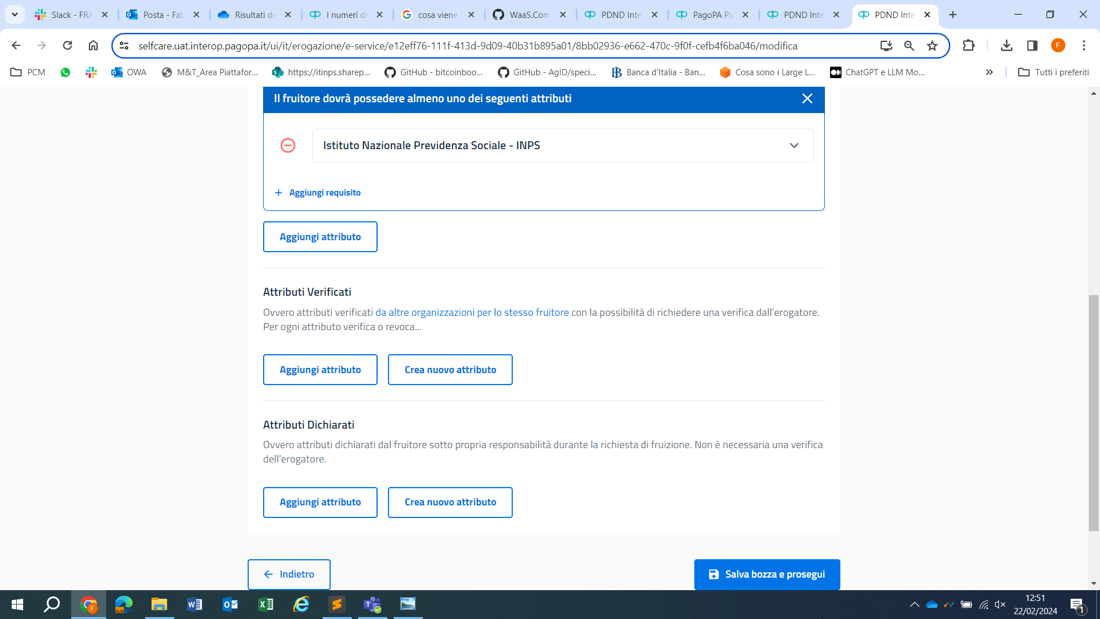 Slack - FRA
Posta - Fab
Risultati de
I numeri de
cosa viene
WaaS.Com
PDND Inte
PagoPA Pi
PDND Inte
PDND Inte
selfcare.uat.interop.pagopa.it/ui/it/erogazione/e-service/e12eff76-111f-413d-9d09-40b31b895a01/8bb02936-e662-470c-9f0f-cefb4f6ba046/modifica
F
PCM
OWA
M&T_Area Piattafor...
https://itinps.sharep...
GitHub - bitcoinboo...
GitHub - AgID/speci...
Banca d'Italia - Ban...
Cosa sono i Large L...
ChatGPT e LLM Mo...
Tutti i preferiti
Il fruitore dovrà possedere almeno uno dei seguenti attributi
Istituto Nazionale Previdenza Sociale - INPS
+ Aggiungi requisito
Aggiungi attributo
Attributi Verificati
Ovvero attributi verificati da altre organizzazioni per lo stesso fruitore con la possibilità di richiedere una verifica dall'erogatore.
Per ogni attributo verifica o revoca...
Aggiungi attributo
Crea nuovo attributo
Attributi Dichiarati
Ovvero attributi dichiarati dal fruitore sotto propria responsabilità durante la richiesta di fruizione. Non è necessaria una verifica
dell'erogatore.
Aggiungi attributo
Crea nuovo attributo
Indietro
Salva bozza e prosegui
12:51
22/02/2024
1